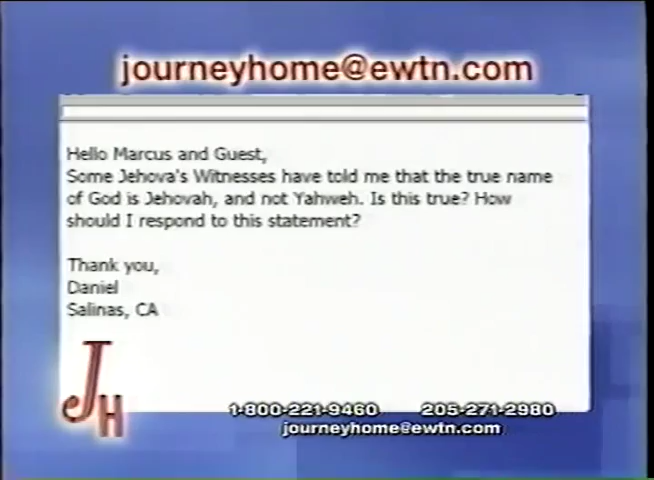 journeyhome@ewtn.com
Hello Marcus and Guest,
Some Jehova's Witnesses have told me that the true name
of God is Jehovah, and not Yahweh. Is this true? How
should I respond to this statement?
Thank you,
Daniel
Salinas, CA
JH
1-800-221-9460 205-271-2980
journeyhome@ewtn.com